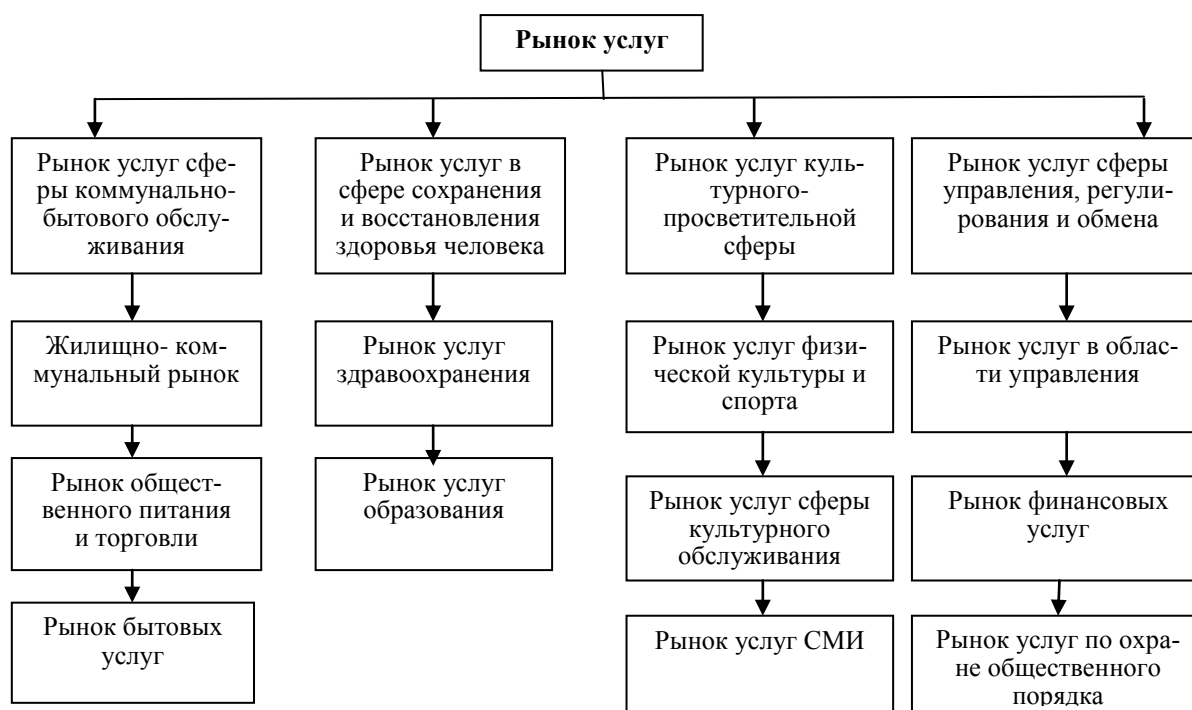 Рынок услуг
Рынок услуг сфе-
ры коммунально-
бытового обслу-
живания
Рынок услуг в
сфере сохранения
и восстановления
здоровья человека
Рынок услуг куль-
турного-
просветительной
сферы
Рынок услуг сферы
управления, регули-
рования и обмена
Жилищно- ком-
мунальный рынок
Рынок услуг
здравоохранения
Рынок услуг физи-
ческой культуры и
спорта
Рынок услуг в облас-
ти управления
Рынок общест-
венного питания
и торговли
Рынок услуг
образования
Рынок услуг сферы
культурного
обслуживания
Рынок финансовых
услуг
Рынок бытовых
услуг
Рынок услуг СМИ
Рынок услуг по охра-
не общественного
порядка